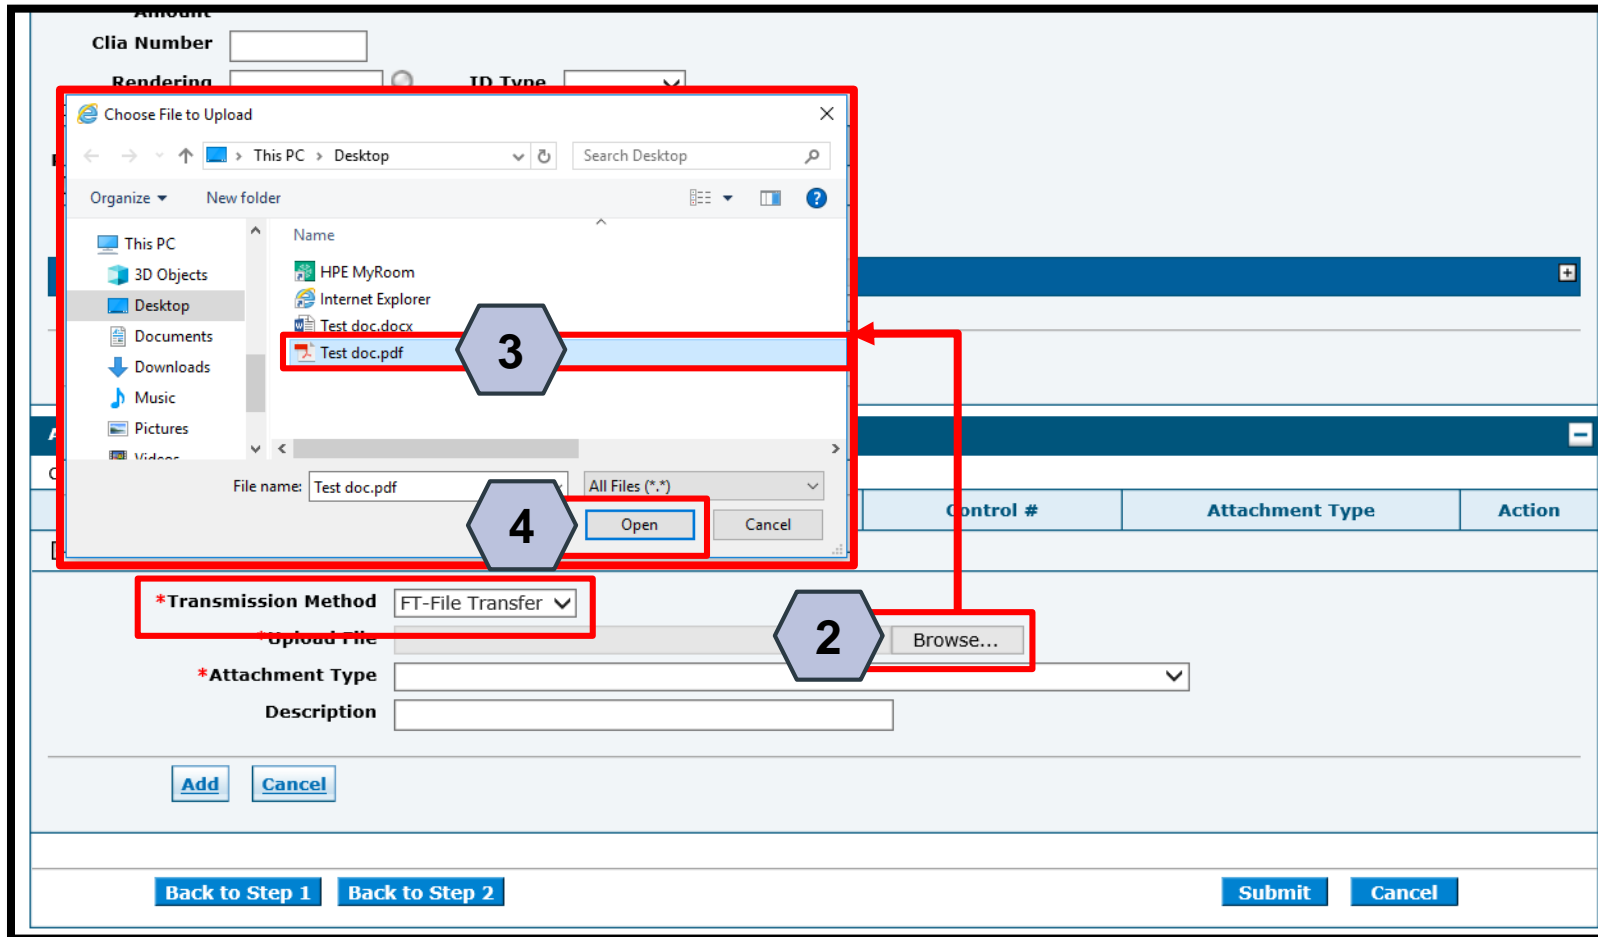 Amount
Clia Number
Rendering ID Type
Choose File to Upload
This PC > Desktop Search Desktop
Organize New folder
This PC
3D Objects
Desktop
Documents
Downloads
Music
Pictures
Videos
Name
HPE MyRoom
Internet Explorer
Test doc.docx
Test doc.pdf
3
File name: Test doc.pdf All Files (*.*)
4
Open Cancel
Control # Attachment Type Action
*Transmission Method FT-File Transfer
*Upload File Browse...
2
*Attachment Type
Description
Add Cancel
Back to Step 1 Back to Step 2 Submit Cancel